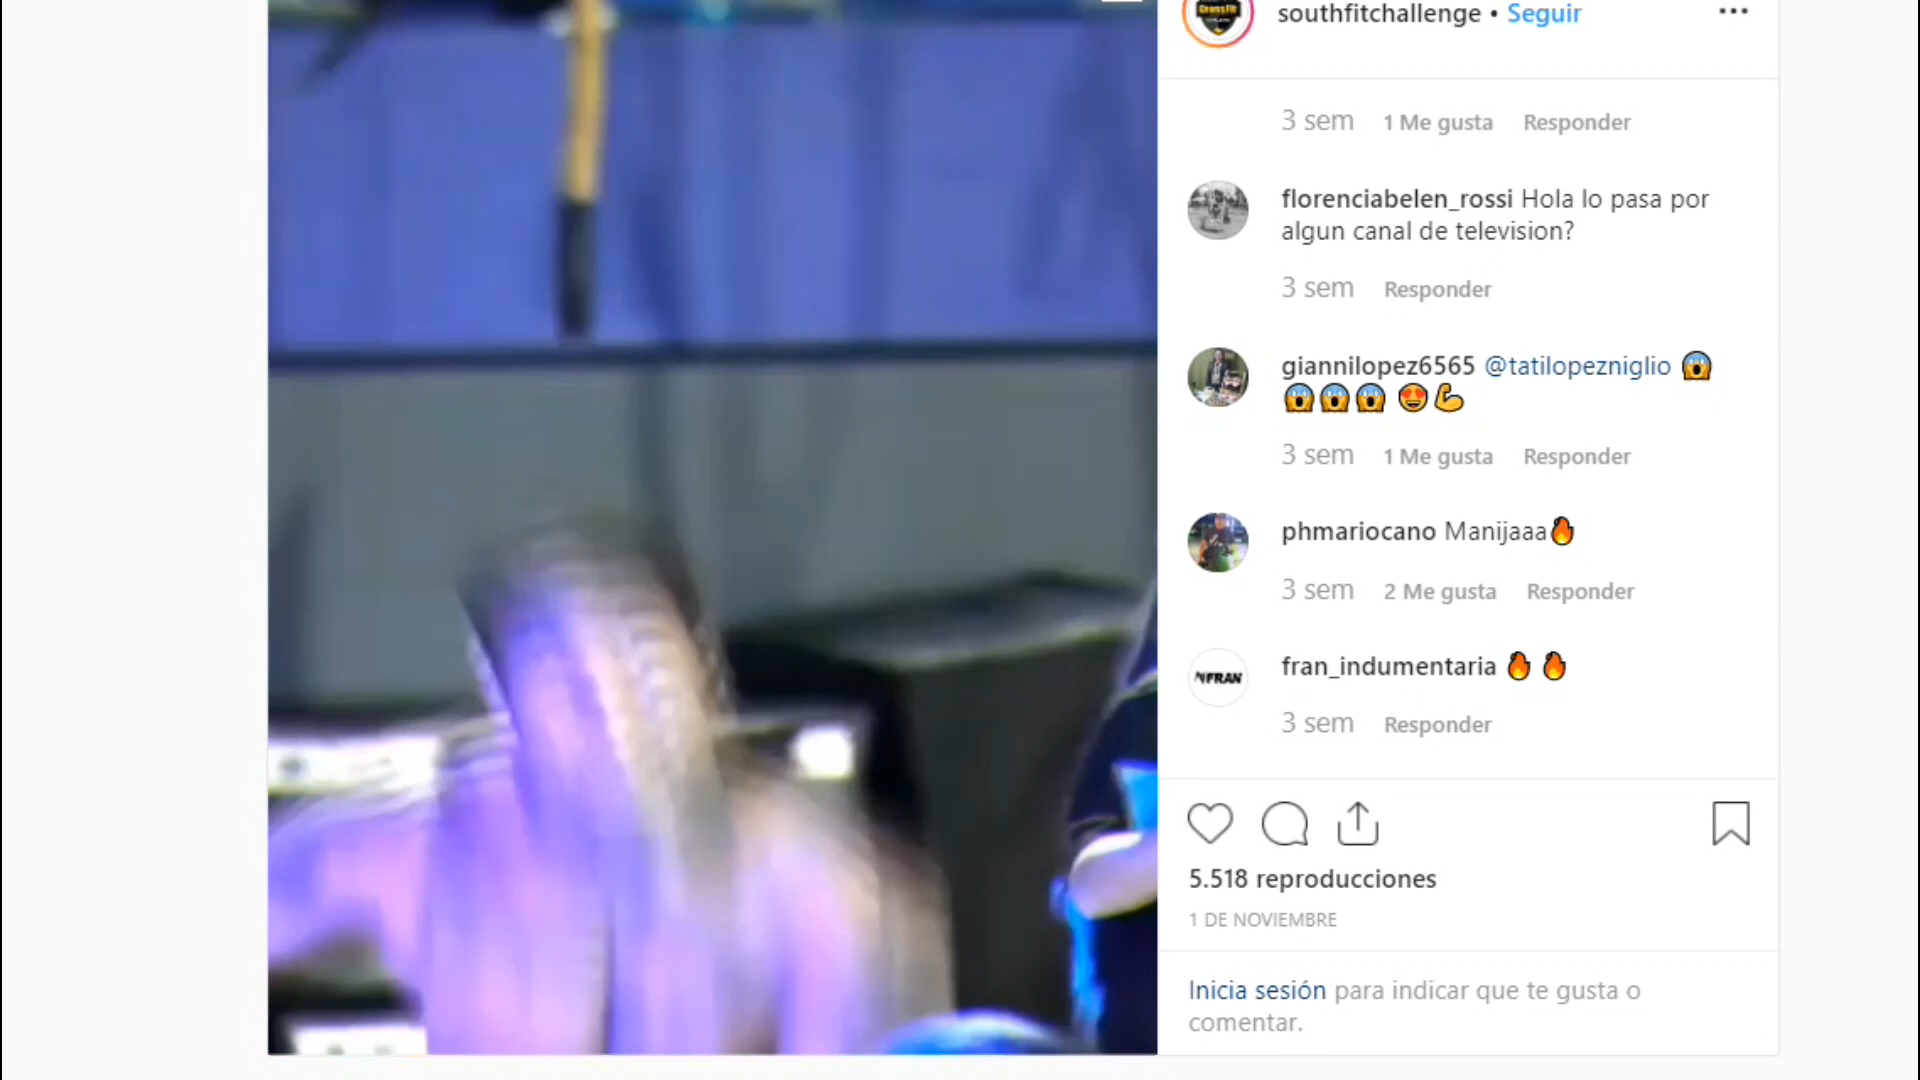 CrossFit
southfitchallenge • Seguir
3 sem 1 Me gusta Responder
florenciabelen_rossi Hola lo pasa por
algun canal de television?
3 sem Responder
giannilopez6565 @tatilopezniglio 😱
😱😱😱 😍💪
3 sem 1 Me gusta Responder
phmariocano Manijaaa🔥
3 sem 2 Me gusta Responder
FRAN
fran_indumentaria 🔥 🔥
3 sem Responder
5.518 reproducciones
1 DE NOVIEMBRE
Inicia sesión para indicar que te gusta o
comentar.